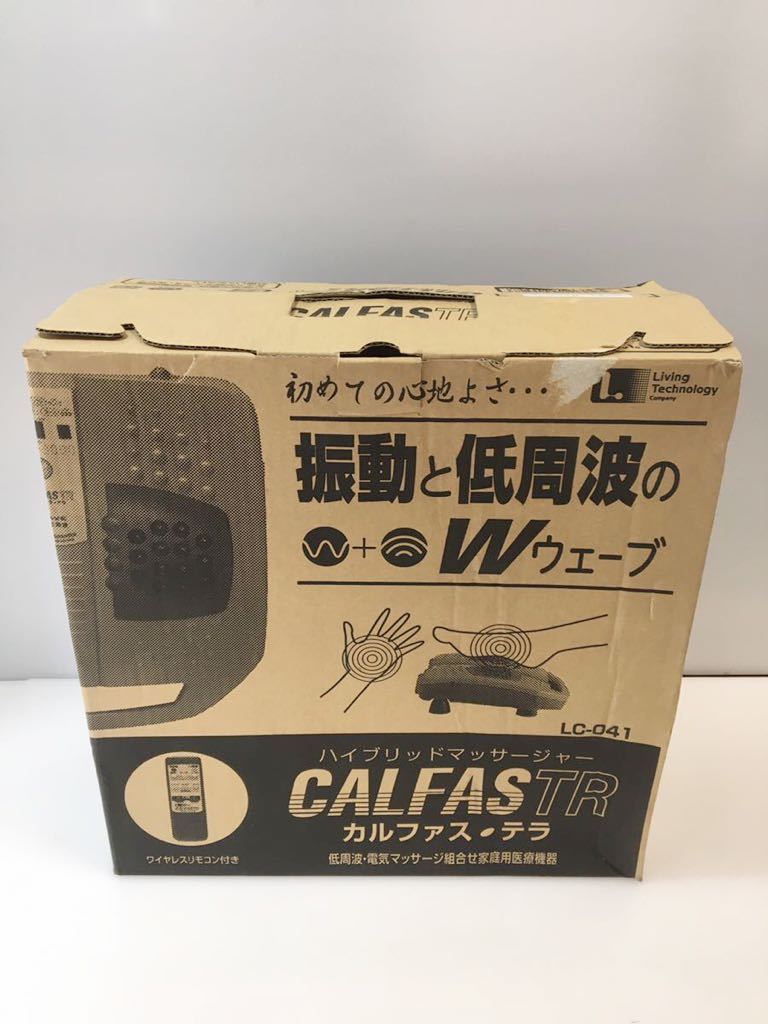 CALFASTR
初めての心地よさ・・・
L.
Living
Technology
Company
振動と低周波の
Wウェーブ
LC-041
ハイブリッドマッサージャー
CALFASTR
カルファス・テラ
低周波・電気マッサージ組合せ家庭用医療機器
ワイヤレスリモコン付き